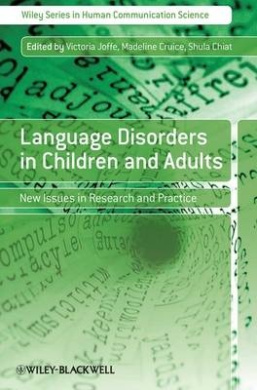 Wiley Series in Human Communication Science
Edited by Victoria Joffe, Madeline Cruice, Shula Chiat
Language Disorders
in Children and Adults
New Issues in Research and Practice
WILEY-BLACKWELL